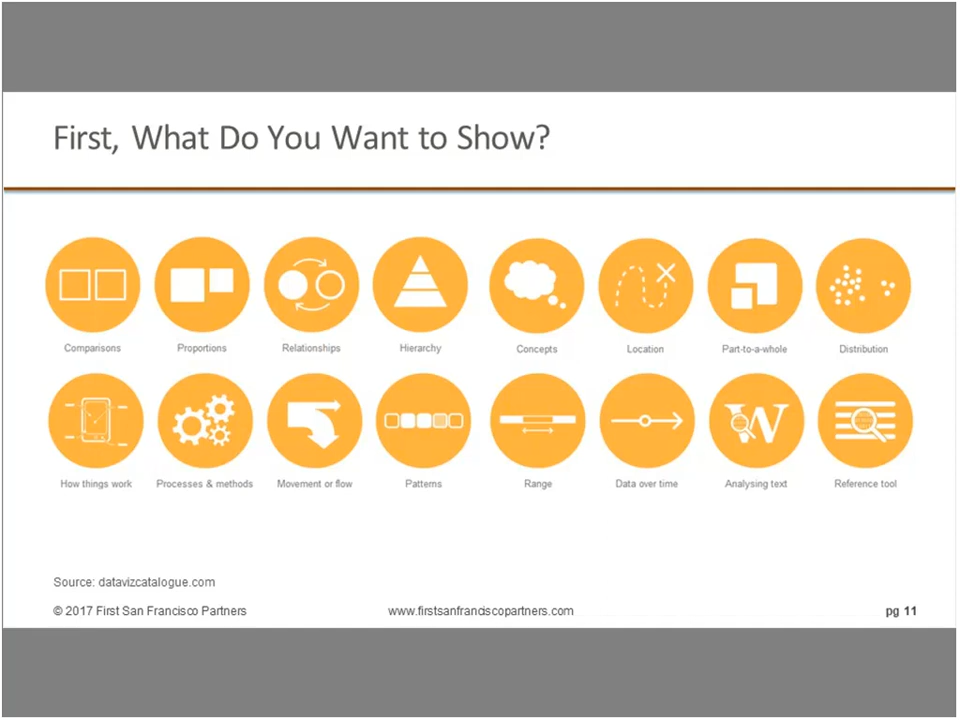 First, What Do You Want to Show?
Comparisons
Proportions
Relationships
Hierarchy
Concepts
Location
Part-to-a-whole
Distribution
How things work
Processes & methods
Movement or flow
Patterns
Range
Data over time
W
Analysing text
Reference tool
Source: datavizcatalogue.com
© 2017 First San Francisco Partners
www.firstsanfranciscopartners.com
pg 11